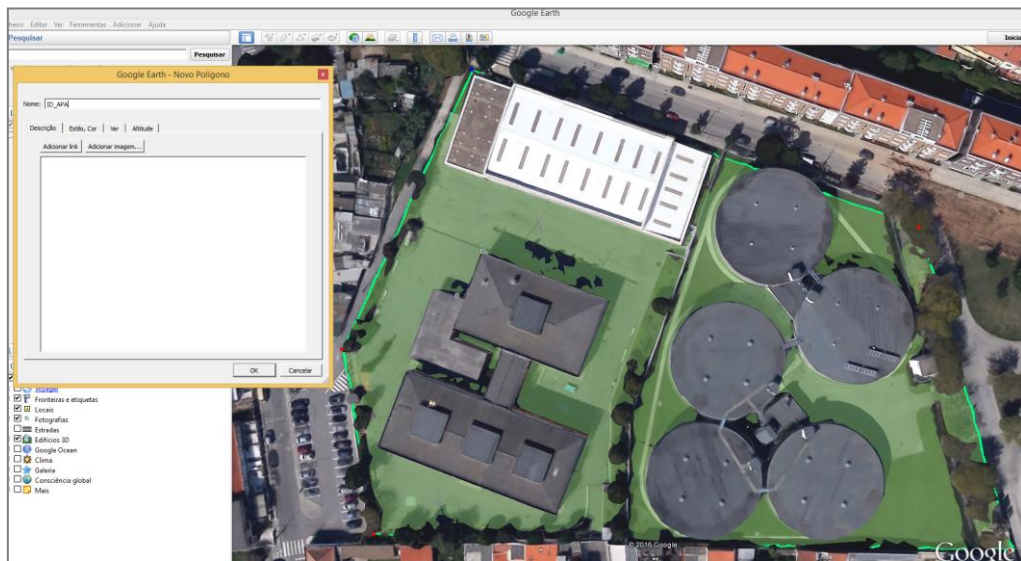 Google Earth
heiro Editar Ver Ferramentas Adicionar Ajuda
Pesquisar
Inicia
Pesquisar
Google Earth - Novo Polígono
Nome: ID_APA
Descrição Estilo, Cor Ver Altitude
Adicionar link Adicionar imagem...
OK Cancelar
Fronteiras e etiquetas
Locais
Fotografias
Estradas
Edifícios 3D
Google Ocean
Clima
Galeria
Consciência global
Mais
© 2016 Google
Google